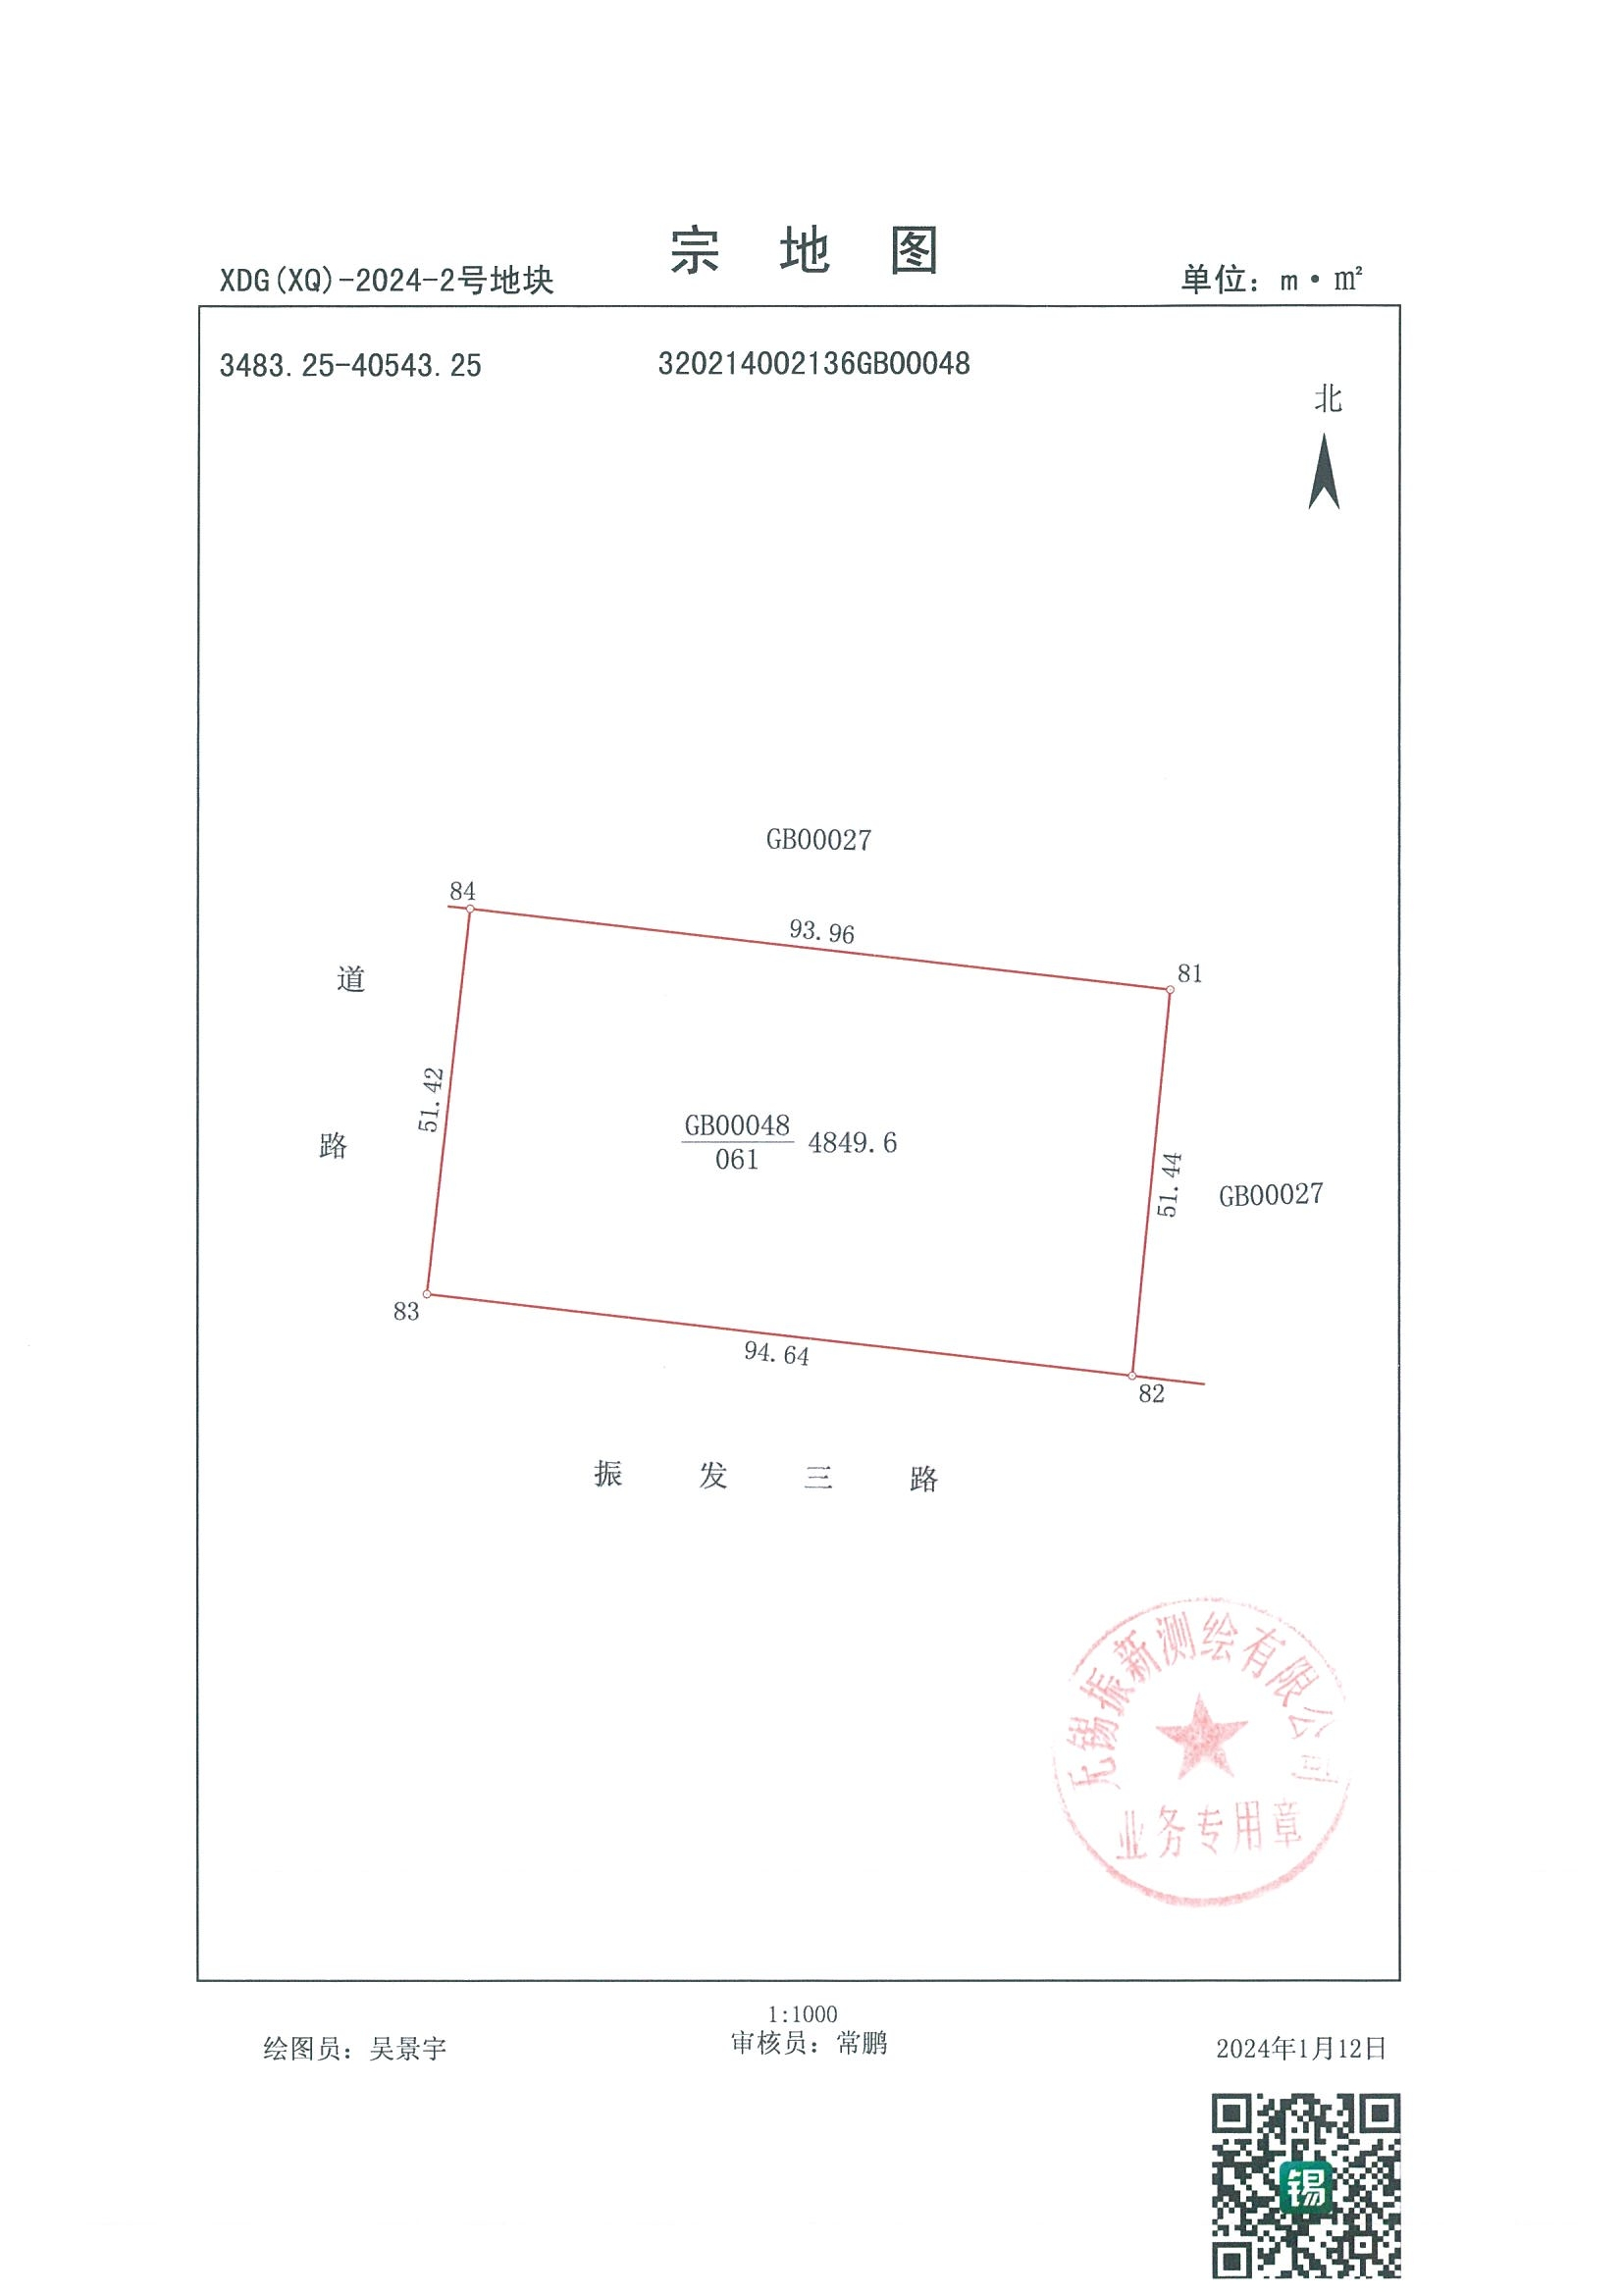 宗 地 图
XDG(XQ)-2024-2号地块
单位：m·㎡
3483.25-40543.25
320214002136GB00048
北
GB00027
84
93.96
81
道
路
51.42
GB00048
061
4849.6
51.44
GB00027
83
94.64
82
振 发 三 路
无锡振新测绘有限公司
业务专用章
1:1000
绘图员：吴景宇
审核员：常鹏
2024年1月12日
锡